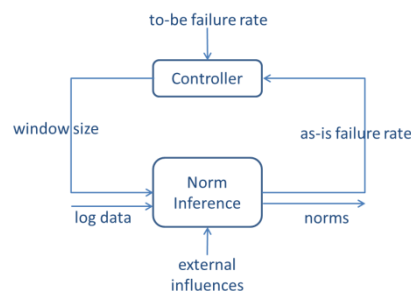 to-be failure rate
Controller
window size
as-is failure rate
Norm
Inference
log data
norms
external
influences